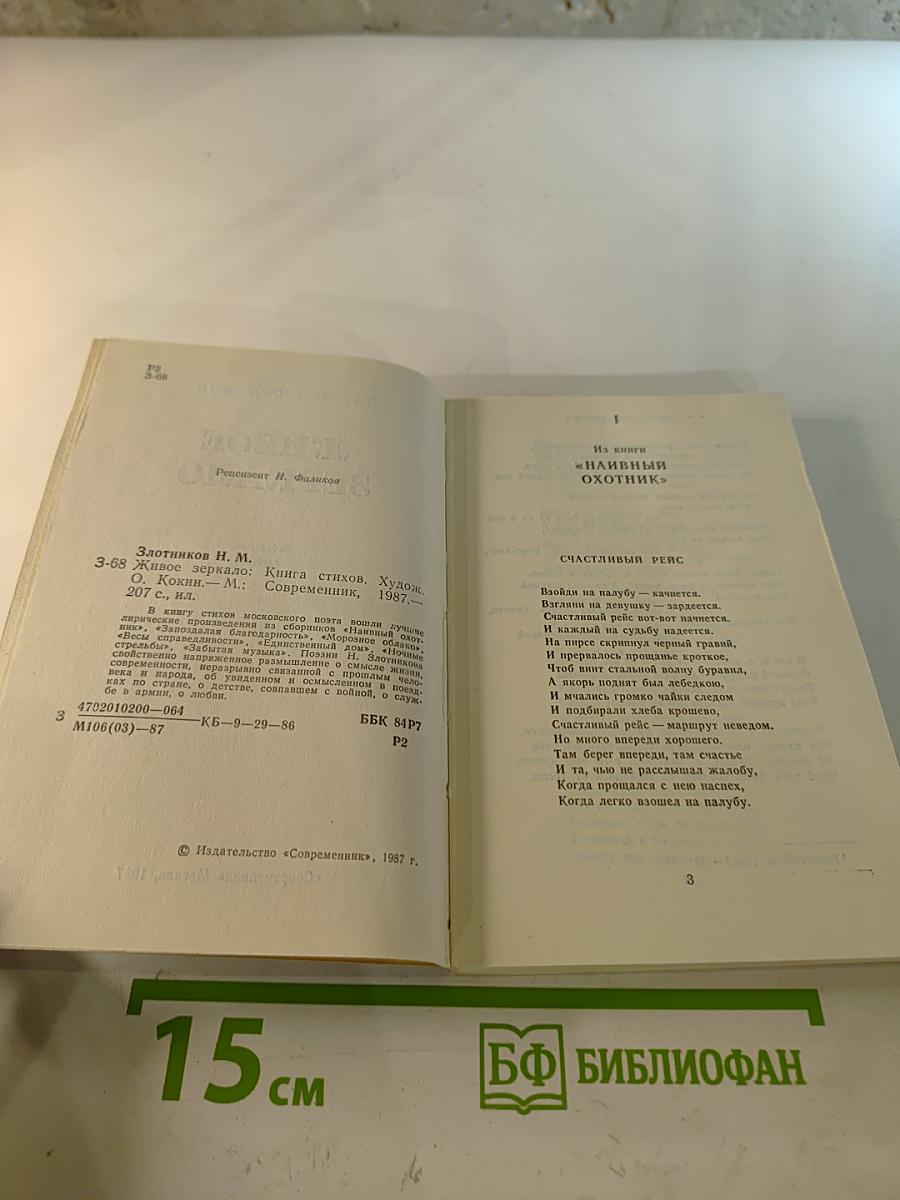 Р2
З-68
Рецензент И. Фаликов
Злотников Н. М.
З-68 Живое зеркало: Книга стихов. Худож.
О. Кокин.— М.: Современник, 1987.—
207 с., ил.
В книгу стихов московского поэта вошли лучшие
лирические произведения из сборников «Наивный охот-
ник», «Запоздалая благодарность», «Морозное облако»,
«Весы справедливости», «Единственный дом», «Ночные
стрельбы», «Забытая музыка». Поэзии Н. Злотникова
свойственно напряженное размышление о смысле жизни,
современности, неразрывно связанной с прошлым чело-
века и народа, об увиденном и осмысленном в поезд-
ках по стране, о детстве, совпавшем с войной, о служ-
бе в армии, о любви.
З 4702010200—064
М106(03)—87 КБ—9—29—86
ББК 84Р7
Р2
© Издательство «Современник», 1987 г.
I
Из книги
«НАИВНЫЙ
ОХОТНИК»
СЧАСТЛИВЫЙ РЕЙС
Взойди на палубу — качнется.
Взгляни на девушку — зардеется.
Счастливый рейс вот-вот начнется.
И каждый на судьбу надеется.
На пирсе скрипнул черный гравий,
И прервалось прощанье кроткое,
Чтоб винт стальной волну буравил,
А якорь поднят был лебедкою,
И мчались громко чайки следом
И подбирали хлеба крошево,
Счастливый рейс — маршрут неведом.
Но много впереди хорошего.
Там берег впереди, там счастье
И та, чью не расслышал жалобу,
Когда прощался с нею наспех,
Когда легко взошел на палубу.
3
15 см
БФ БИБЛИОФАН